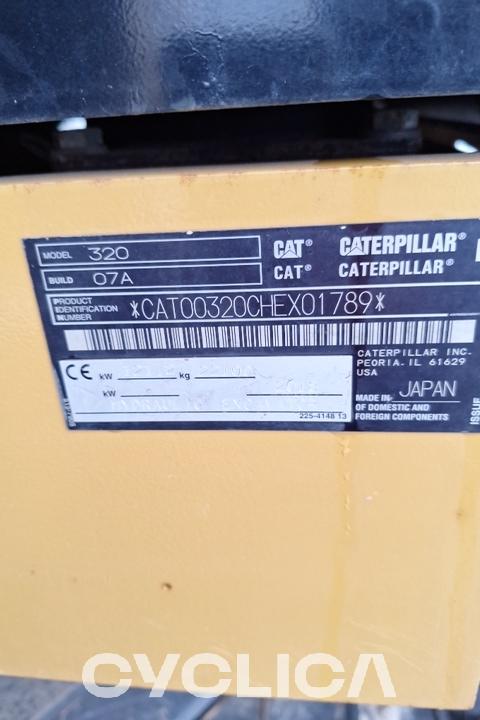 MODEL 320 CAT® CATERPILLAR®
BUILD 07A CAT® CATERPILLAR®
PRODUCT IDENTIFICATION NUMBER *CAT00320CHEX01789*
CATERPILLAR INC.
PEORIA, IL 61629
USA
CE kW kg
kW
225-4148 13
MADE IN JAPAN
OF DOMESTIC AND
FOREIGN COMPONENTS
ISSUE
CYCLICA